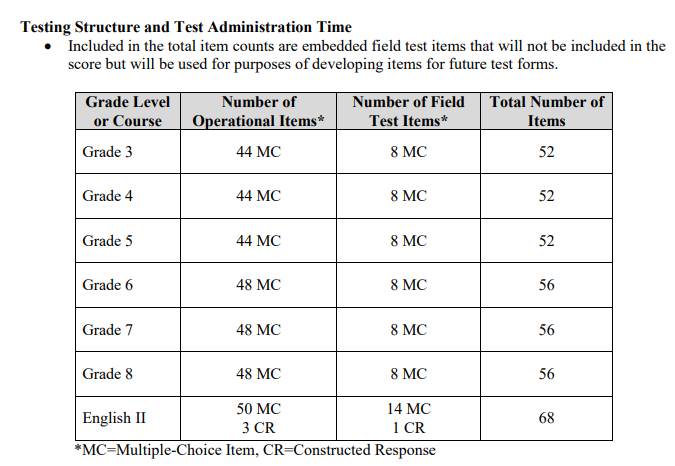 Testing Structure and Test Administration Time
• Included in the total item counts are embedded field test items that will not be included in the
score but will be used for purposes of developing items for future test forms.
Grade Level or Course | Number of Operational Items* | Number of Field Test Items* | Total Number of Items
Grade 3 | 44 MC | 8 MC | 52
Grade 4 | 44 MC | 8 MC | 52
Grade 5 | 44 MC | 8 MC | 52
Grade 6 | 48 MC | 8 MC | 56
Grade 7 | 48 MC | 8 MC | 56
Grade 8 | 48 MC | 8 MC | 56
English II | 50 MC 3 CR | 14 MC 1 CR | 68
*MC=Multiple-Choice Item, CR=Constructed Response